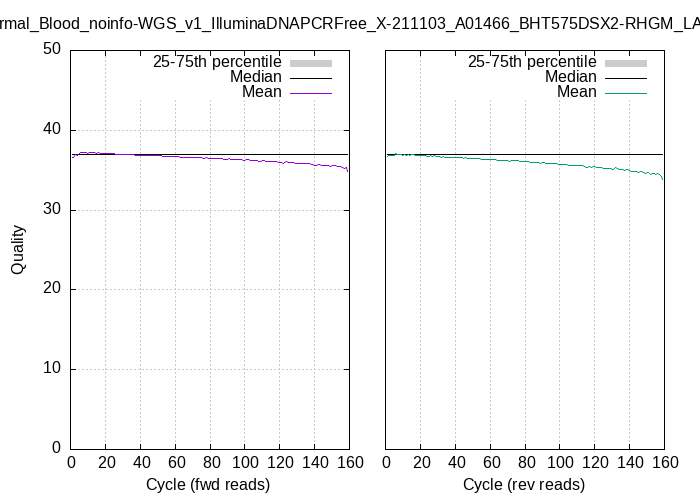 rmal_Blood_noinfo-WGS_v1_IlluminaDNAPCRFree_X-211103_A01466_BHT575DSX2-RHGM_LA
50
40
30
20
10
0
Quality
25-75th percentile
Median
Mean
0 20 40 60 80 100 120 140 160
Cycle (fwd reads)
25-75th percentile
Median
Mean
0 20 40 60 80 100 120 140 160
Cycle (rev reads)